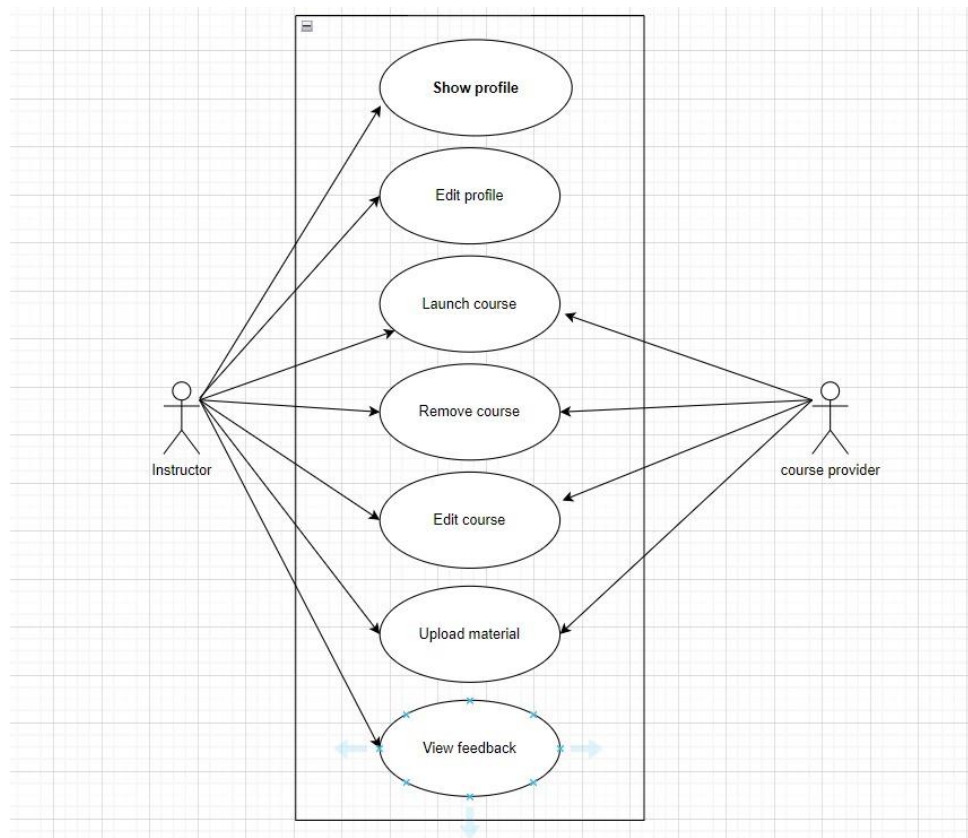 Show profile
Edit profile
Launch course
Remove course
Instructor
course provider
Edit course
Upload material
View feedback